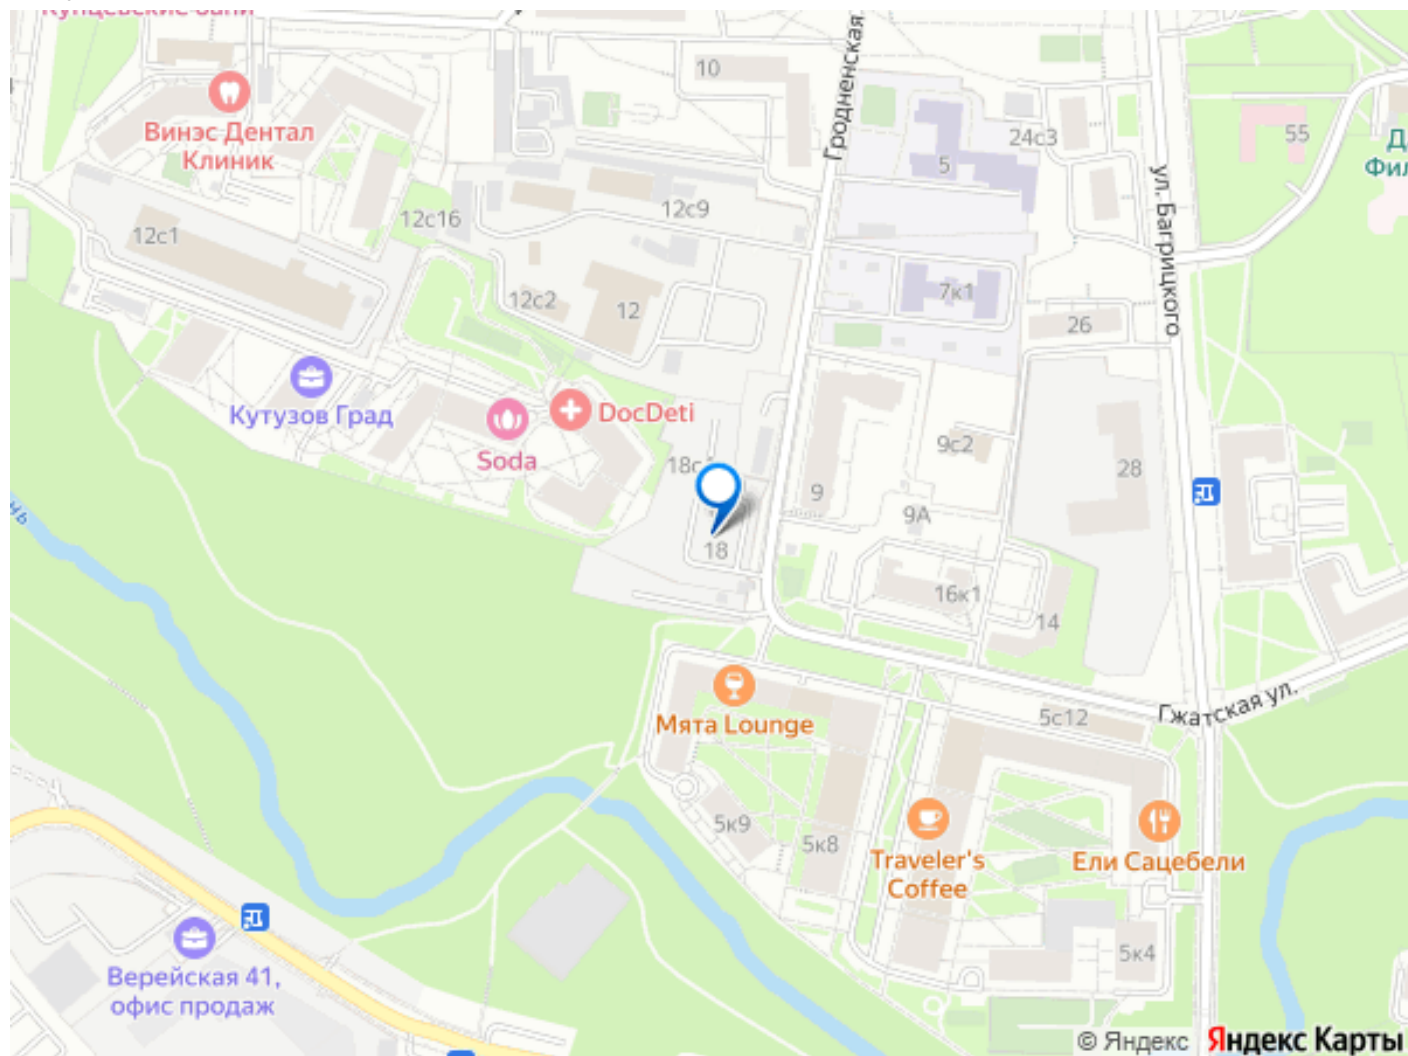 Кунцевские бани
Гродненская
10
Винэс Дентал
Клиник
24с3
55
5
ул. Багрицкого
12с9
12с16
12с1
7к1
12с2
12
26
Кутузов Град
DocDeti
Soda
9с2
28
18с
9
9А
18
16к1
14
Мята Lounge
5с12
Гжатская ул.
5к9
5к8
Traveler's
Coffee
Ели Сацебели
Верейская 41,
офис продаж
5к4
© Яндекс Яндекс Карты